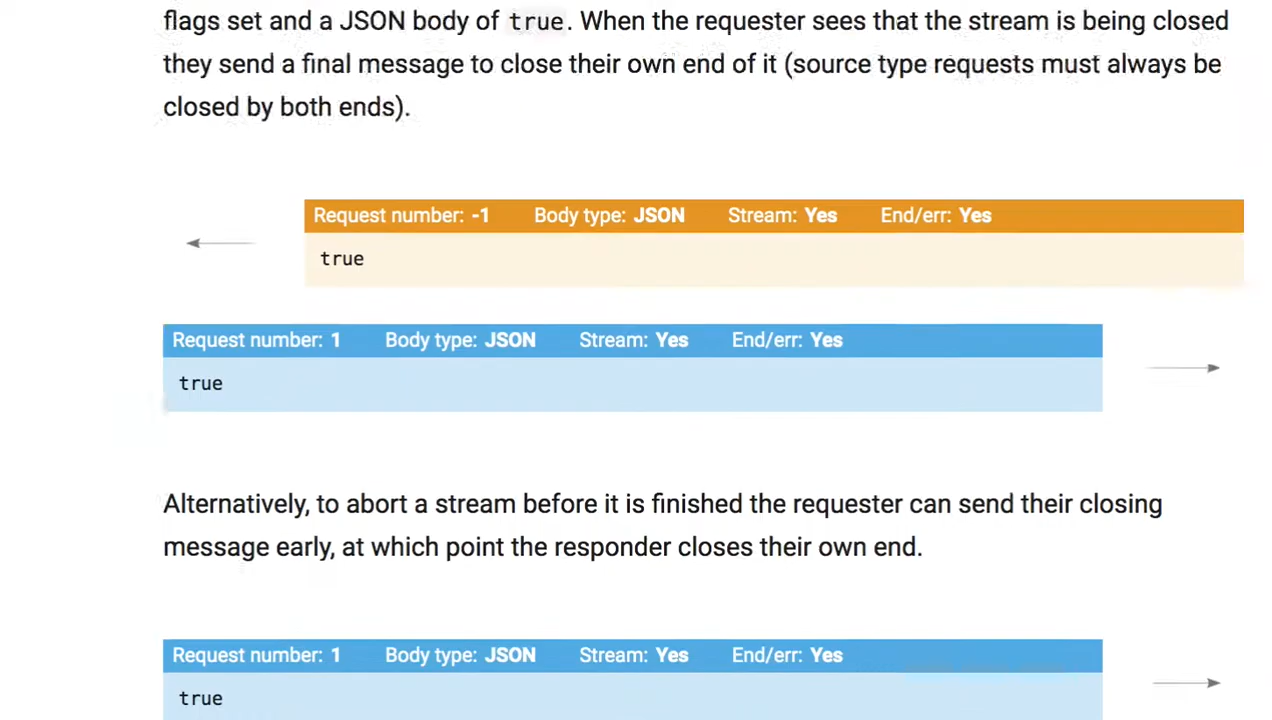 flags set and a JSON body of true. When the requester sees that the stream is being closed
they send a final message to close their own end of it (source type requests must always be
closed by both ends).
Request number: -1 Body type: JSON Stream: Yes End/err: Yes
true
Request number: 1 Body type: JSON Stream: Yes End/err: Yes
true
Alternatively, to abort a stream before it is finished the requester can send their closing
message early, at which point the responder closes their own end.
Request number: 1 Body type: JSON Stream: Yes End/err: Yes
true